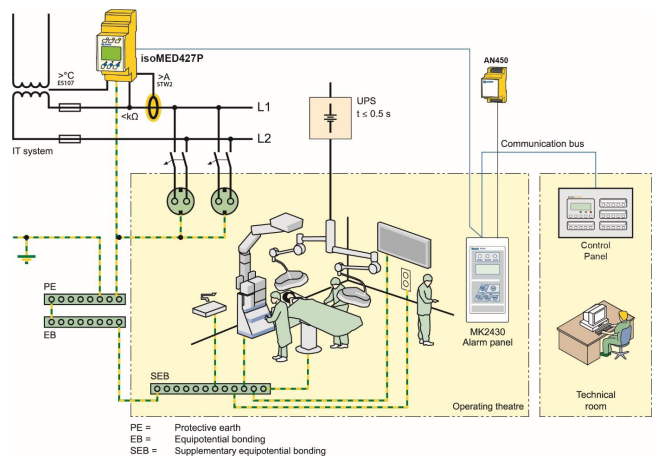 isoMED427P
>°C
ES107
>A
STW2
<kΩ
L1
L2
IT system
UPS
t ≤ 0.5 s
AN450
Communication bus
Control
Panel
MK2430
Alarm panel
PE
EB
SEB
Operating theatre
Technical
room
PE = Protective earth
EB = Equipotential bonding
SEB = Supplementary equipotential bonding